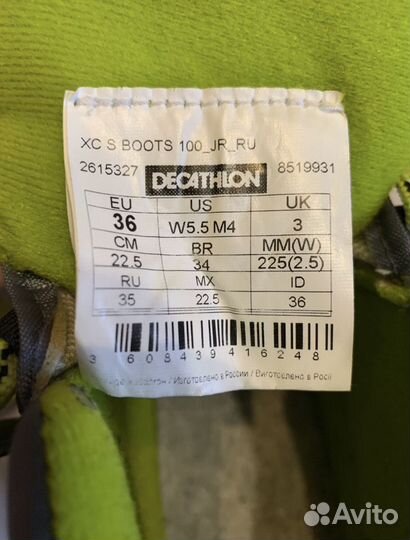 XC S BOOTS 100_JR_RU
2615327 DECATHLON 8519931
EU US UK
36 W5.5 M4 3
CM BR MM(W)
22.5 34 225(2.5)
RU MX ID
35 22.5 36
3 608439 416248
/ Изготовлено в России / Виготовлено в Росії
Avito